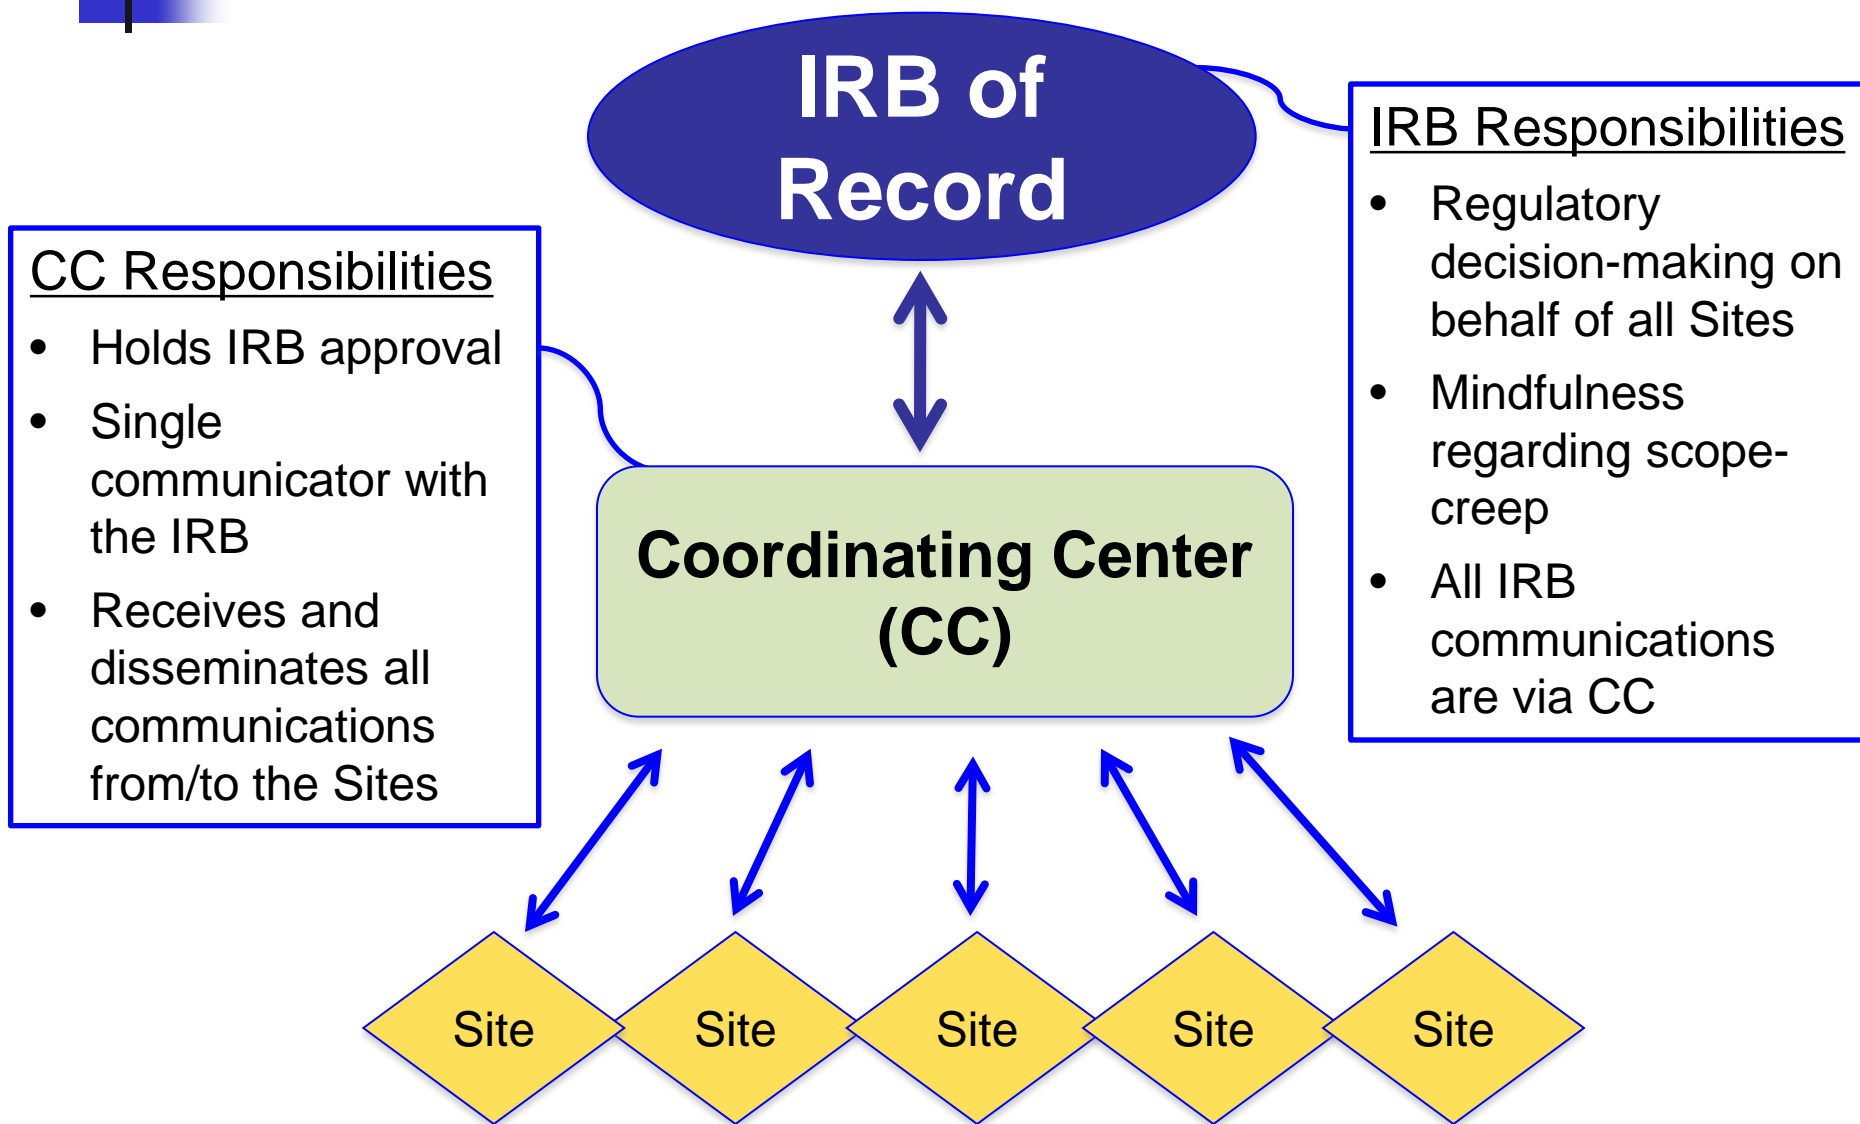 IRB of
Record
IRB Responsibilities
• Regulatory
decision-making on
behalf of all Sites
• Mindfulness
regarding scope-
creep
• All IRB
communications
are via CC
CC Responsibilities
• Holds IRB approval
• Single
communicator with
the IRB
• Receives and
disseminates all
communications
from/to the Sites
Coordinating Center
(CC)
Site
Site
Site
Site
Site